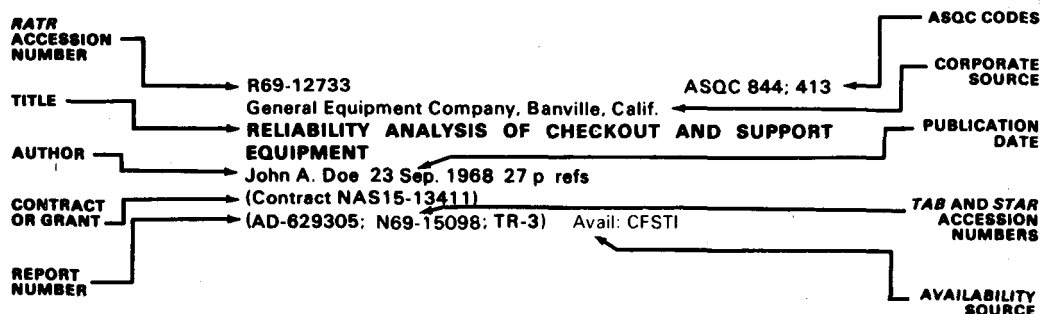 RATR
ACCESSION
NUMBER
TITLE
AUTHOR
CONTRACT
OR GRANT
REPORT
NUMBER
R69-12733 ASQC 844; 413
General Equipment Company, Banville, Calif.
RELIABILITY ANALYSIS OF CHECKOUT AND SUPPORT
EQUIPMENT
John A. Doe 23 Sep. 1968 27 p refs
(Contract NAS15-13411)
(AD-629305; N69-15098; TR-3) Avail: CFSTI
ASQC CODES
CORPORATE
SOURCE
PUBLICATION
DATE
TAB AND STAR
ACCESSION
NUMBERS
AVAILABILITY
SOURCE